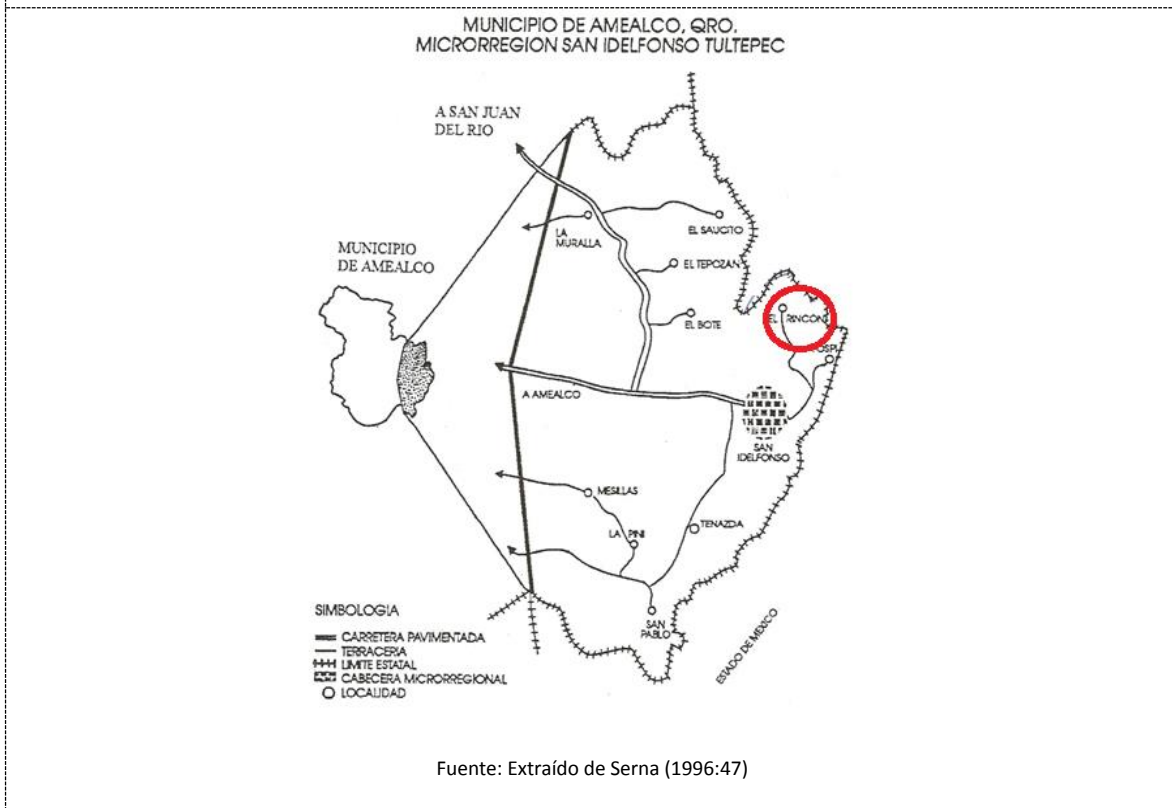 MUNICIPIO DE AMEALCO, QRO.
MICRORREGION SAN IDELFONSO TULTEPEC
A SAN JUAN
DEL RIO
LA
MURALLA
EL SAUCITO
MUNICIPIO
DE AMEALCO
EL TEPOZAN
EL RINCON
EL BOTE
A AMEALCO
SAN
IDELFONSO
MESILLAS
LA PINI
TENAZDA
SAN
PABLO
ESTADO DE MEXICO
SIMBOLOGIA
CARRETERA PAVIMENTADA
TERRACERIA
LIMITE ESTATAL
CABECERA MICRORREGIONAL
LOCALIDAD
Fuente: Extraído de Serna (1996:47)